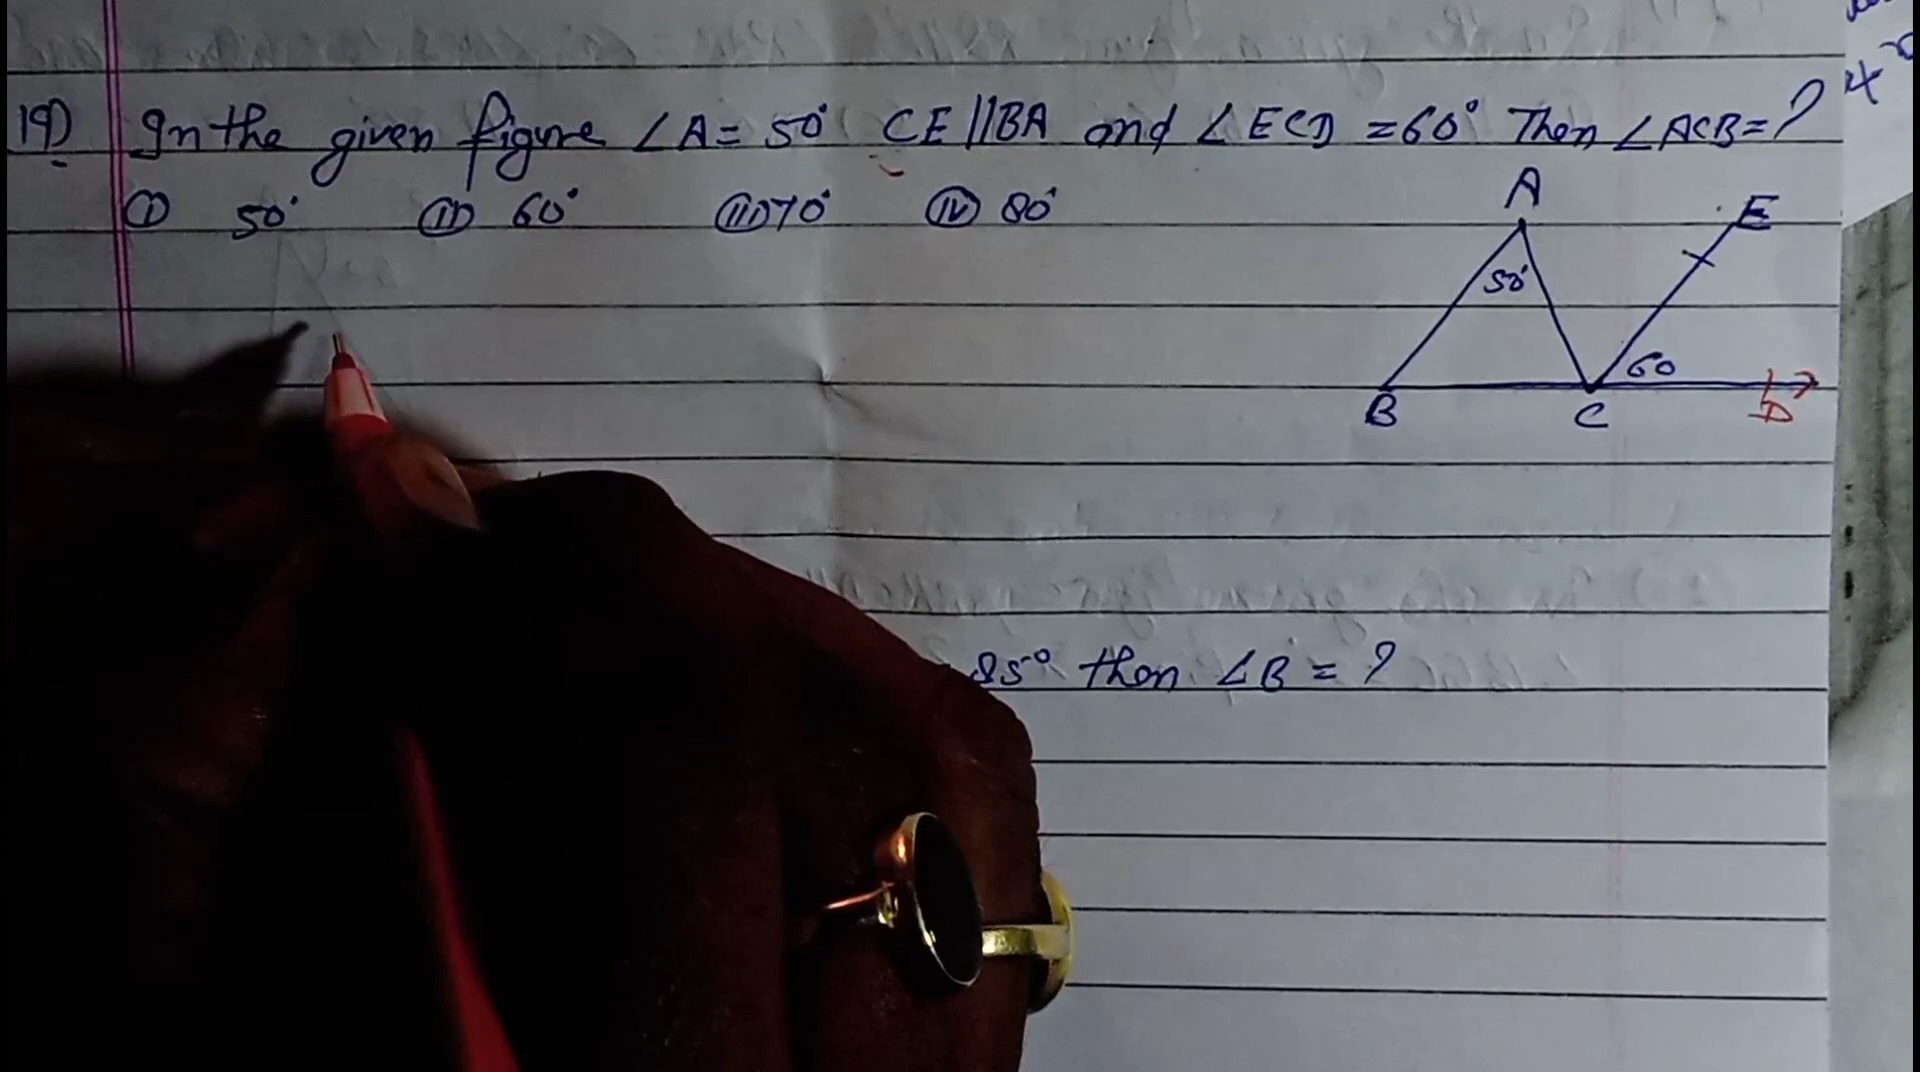 19) In the given figure ∠A = 50° CE || BA and ∠ECD = 60° Then ∠ACB = ?
(I) 50° (II) 60° (III) 70° (IV) 80°
A
E
50°
60
B
C
D
85° then ∠B = ?